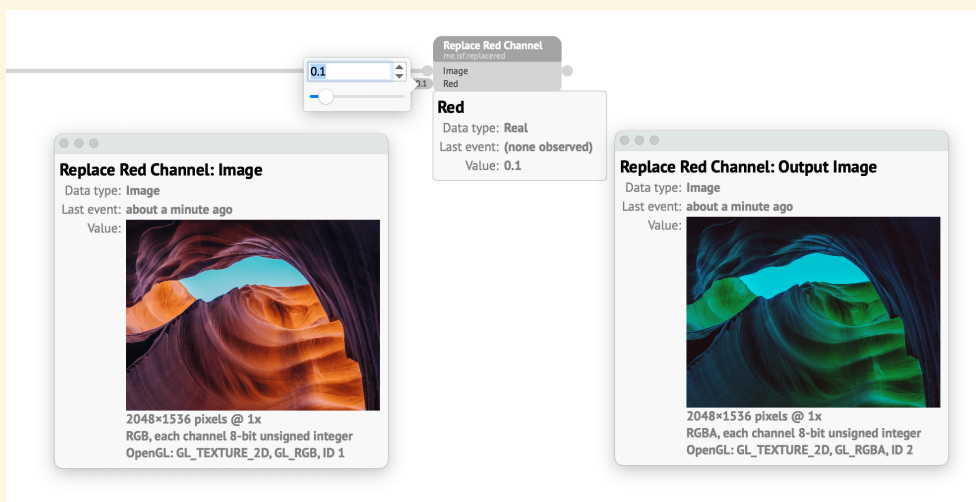 Replace Red Channel
me.isf.replacered
0.1
Image
0.1
Red
Red
Data type: Real
Last event: (none observed)
Value: 0.1
Replace Red Channel: Image
Data type: Image
Last event: about a minute ago
Value:
2048×1536 pixels @ 1x
RGB, each channel 8-bit unsigned integer
OpenGL: GL_TEXTURE_2D, GL_RGB, ID 1
Replace Red Channel: Output Image
Data type: Image
Last event: about a minute ago
Value:
2048×1536 pixels @ 1x
RGBA, each channel 8-bit unsigned integer
OpenGL: GL_TEXTURE_2D, GL_RGBA, ID 2